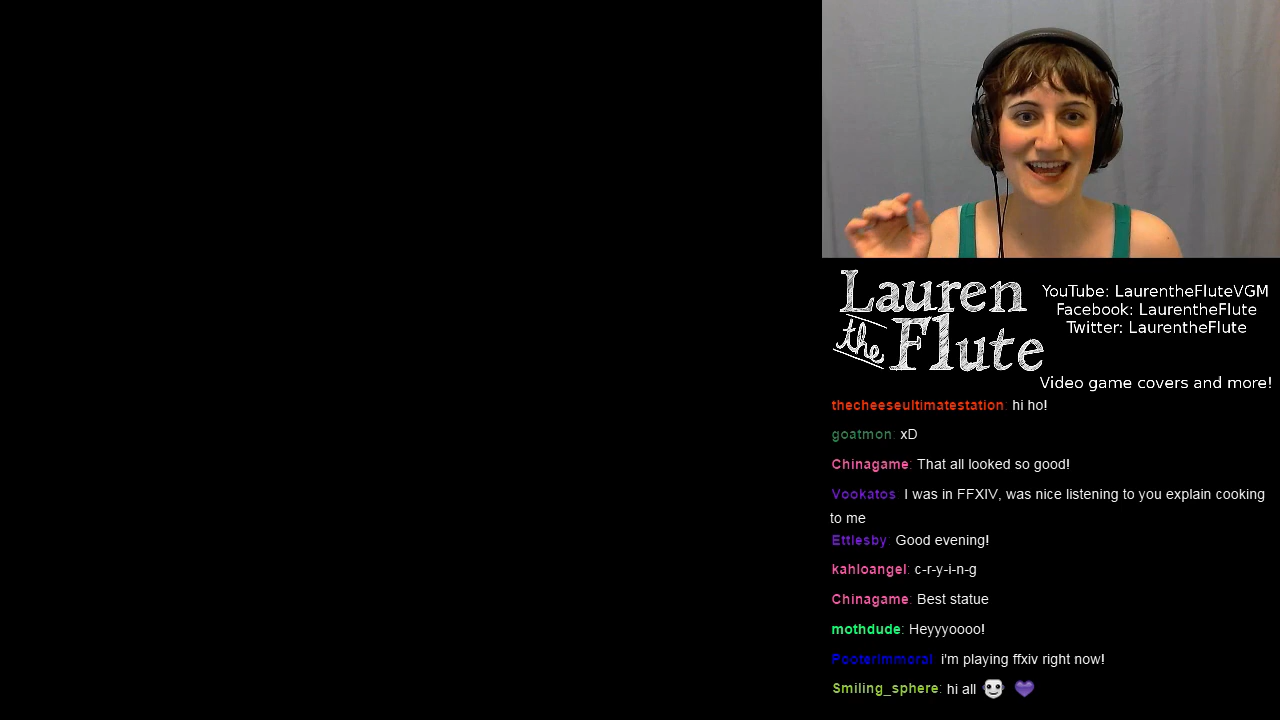 Lauren
the Flute
YouTube: LaurentheFluteVGM
Facebook: LaurentheFlute
Twitter: LaurentheFlute
Video game covers and more!
thecheeseultimatestation: hi ho!
goatmon: xD
Chinagame: That all looked so good!
Vookatos: I was in FFXIV, was nice listening to you explain cooking
to me
Ettlesby: Good evening!
kahloangel: c-r-y-i-n-g
Chinagame: Best statue
mothdude: Heyyyoooo!
PooterImmoral: i'm playing ffxiv right now!
Smiling_sphere: hi all